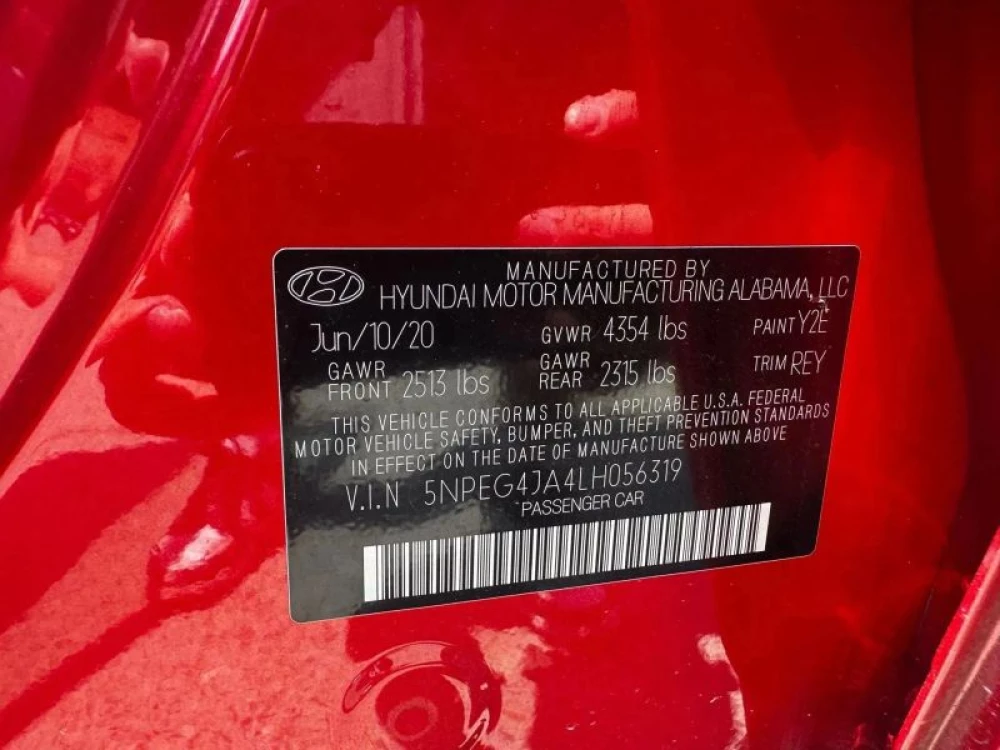 MANUFACTURED BY
HYUNDAI MOTOR MANUFACTURING ALABAMA, LLC
Jun/10/20 GVWR 4354 lbs PAINT Y2E
GAWR FRONT 2513 lbs GAWR REAR 2315 lbs TRIM REY
THIS VEHICLE CONFORMS TO ALL APPLICABLE U.S.A. FEDERAL
MOTOR VEHICLE SAFETY, BUMPER, AND THEFT PREVENTION STANDARDS
IN EFFECT ON THE DATE OF MANUFACTURE SHOWN ABOVE
V.I.N 5NPEG4JA4LH056319
PASSENGER CAR